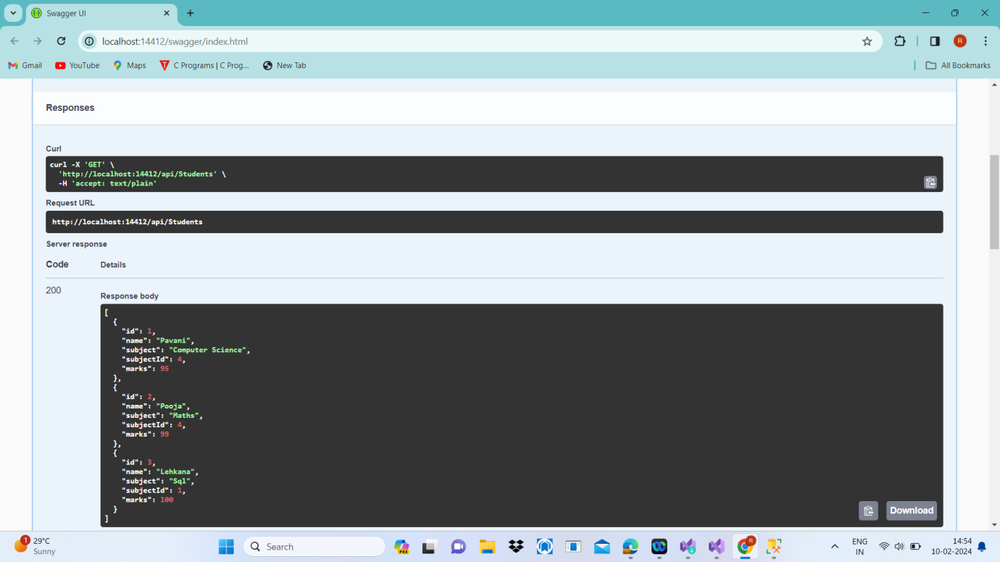 Swagger UI
localhost:14412/swagger/index.html
R
Gmail YouTube Maps C Programs | C Prog... New Tab All Bookmarks
Responses
Curl
curl -X 'GET' \
'http://localhost:14412/api/Students' \
-H 'accept: text/plain'
Request URL
http://localhost:14412/api/Students
Server response
Code Details
200
Response body
[
{
"id": 1,
"name": "Pavani",
"subject": "Computer Science",
"subjectId": 4,
"marks": 95
},
{
"id": 2,
"name": "Pooja",
"subject": "Maths",
"subjectId": 4,
"marks": 99
},
{
"id": 3,
"name": "Lehkana",
"subject": "Sql",
"subjectId": 1,
"marks": 100
}
]
Download
1 29°C
Sunny
Search
PRE
R
ENG
IN
14:54
10-02-2024